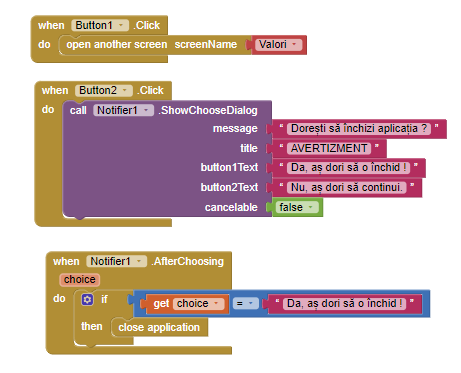 when Button1 .Click
do open another screen screenName Valori
when Button2 .Click
do call Notifier1 .ShowChooseDialog
message " Dorești să închizi aplicația ? "
title " AVERTIZMENT "
button1Text " Da, aș dori să o închid ! "
button2Text " Nu, aș dori să continui. "
cancelable false
when Notifier1 .AfterChoosing
choice
do if get choice = " Da, aș dori să o închid ! "
then close application